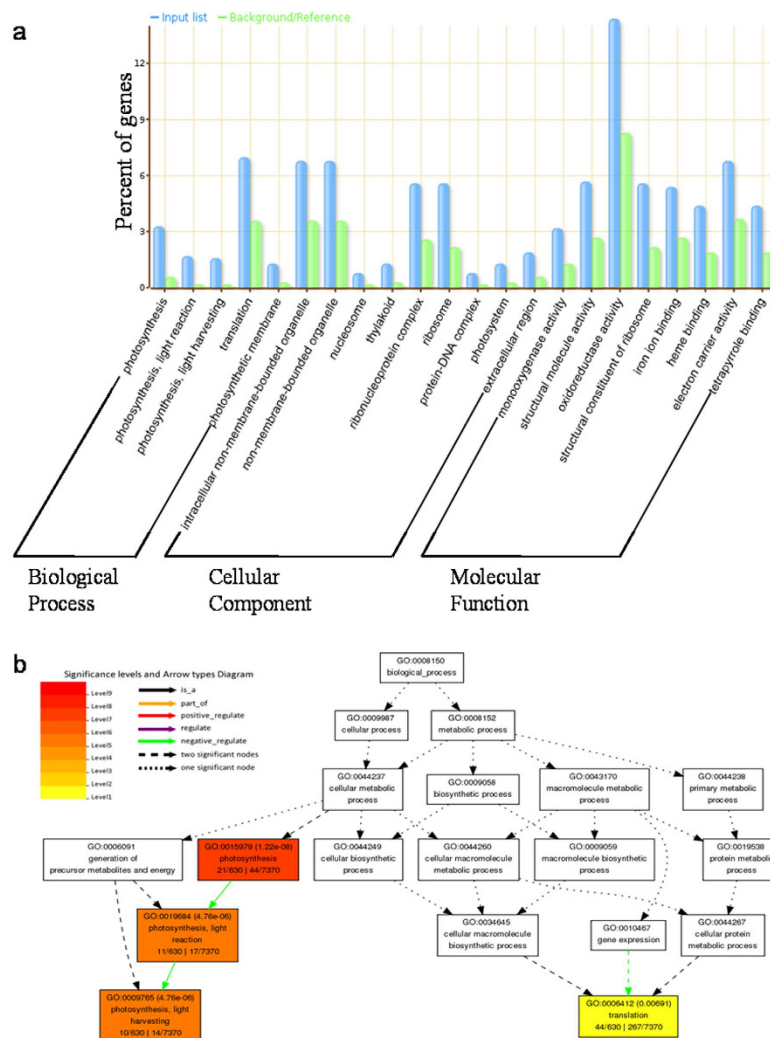 a
Input list
Background/Reference
Percent of genes
12
9
6
3
0
photosynthesis
photosynthesis, light reaction
photosynthesis, light harvesting
translation
photosynthetic membrane
intracellular non-membrane-bounded organelle
non-membrane-bounded organelle
nucleosome
thylakoid
ribonucleoprotein complex
ribosome
protein-DNA complex
photosystem
extracellular region
monooxygenase activity
structural molecule activity
oxidoreductase activity
structural constituent of ribosome
iron ion binding
heme binding
electron carrier activity
tetrapyrrole binding
Biological
Process
Cellular
Component
Molecular
Function
b
Significance levels and Arrow types Diagram
Level9
Level8
Level7
Level6
Level5
Level4
Level3
Level2
Level1
is_a
part_of
positive_regulate
regulate
negative_regulate
two significant nodes
one significant node
GO:0008150
biological_process
GO:0009987
cellular process
GO:0008152
metabolic process
GO:0044237
cellular metabolic
process
GO:0009058
biosynthetic process
GO:0043170
macromolecule metabolic
process
GO:0044238
primary metabolic
process
GO:0006091
generation of
precursor metabolites and energy
GO:0015979 (1.22e-08)
photosynthesis
21/630 | 44/7370
GO:0044249
cellular biosynthetic
process
GO:0044260
cellular macromolecule
metabolic process
GO:0009059
macromolecule biosynthetic
process
GO:0019538
protein metabolic
process
GO:0019684 (4.76e-06)
photosynthesis, light
reaction
11/630 | 17/7370
GO:0034645
cellular macromolecule
biosynthetic process
GO:0010467
gene expression
GO:0044267
cellular protein
metabolic process
GO:0009765 (4.76e-06)
photosynthesis, light
harvesting
10/630 | 14/7370
GO:0006412 (0.00691)
translation
44/630 | 267/7370